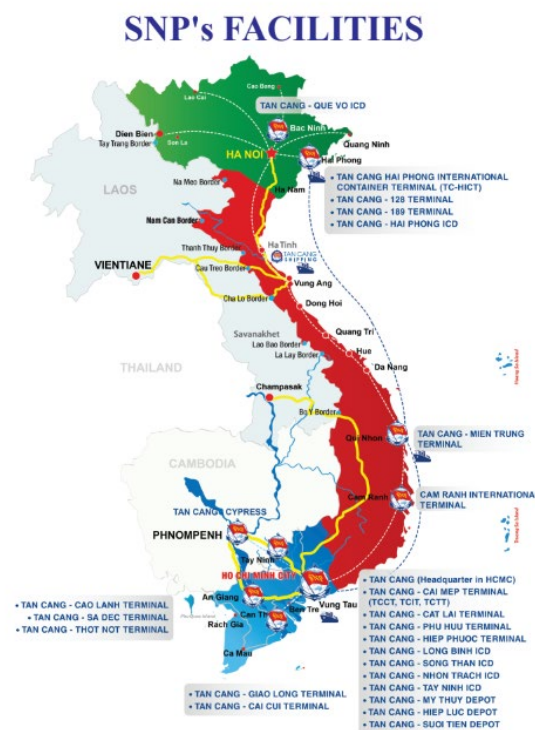 SNP's FACILITIES
Cao Bang
Lao Cai
TAN CANG - QUE VO ICD
Bac Ninh
Dien Bien
Tay Trang Border
Son La
Quang Ninh
HA NOI
Hai Phong
• TAN CANG HAI PHONG INTERNATIONAL
CONTAINER TERMINAL (TC-HICT)
• TAN CANG - 128 TERMINAL
• TAN CANG - 189 TERMINAL
• TAN CANG - HAI PHONG ICD
Na Meo Border
Ha Nam
LAOS
Nam Can Border
Thanh Thuy Border
Ha Tinh
TAN CANG
SHIPPING
VIENTIANE
Cau Treo Border
Vung Ang
Cha Lo Border
Dong Hoi
Savanakhet
Quang Tri
Lao Bao Border
Hue
La Lay Border
Da Nang
THAILAND
Champasak
Bo Y Border
Qui Nhon
TAN CANG - MIEN TRUNG
TERMINAL
CAMBODIA
Cam Ranh
CAM RANH INTERNATIONA
TERMINAL
TAN CANG CYPRESS
PHNOMPENH
Tay Ninh
HO CHI MINH CITY
An Giang
Can Th
Ben Tre
Vung Tau
Rach Gia
Ca Mau
• TAN CANG - CAO LANH TERMINAL
• TAN CANG - SA DEC TERMINAL
• TAN CANG - THOT NOT TERMINAL
• TAN CANG - GIAO LONG TERMINAL
• TAN CANG - CAI CUI TERMINAL
• TAN CANG (Headquarter in HCMC)
• TAN CANG - CAI MEP TERMINAL
(TCCT, TCIT, TCTT)
• TAN CANG - CAT LAI TERMINAL
• TAN CANG - PHU HUU TERMINAL
• TAN CANG - HIEP PHUOC TERMINAL
• TAN CANG - LONG BINH ICD
• TAN CANG - SONG THAN ICD
• TAN CANG - NHON TRACH ICD
• TAN CANG - TAY NINH ICD
• TAN CANG - MY THUY DEPOT
• TAN CANG - HIEP LUC DEPOT
• TAN CANG - SUOI TIEN DEPOT